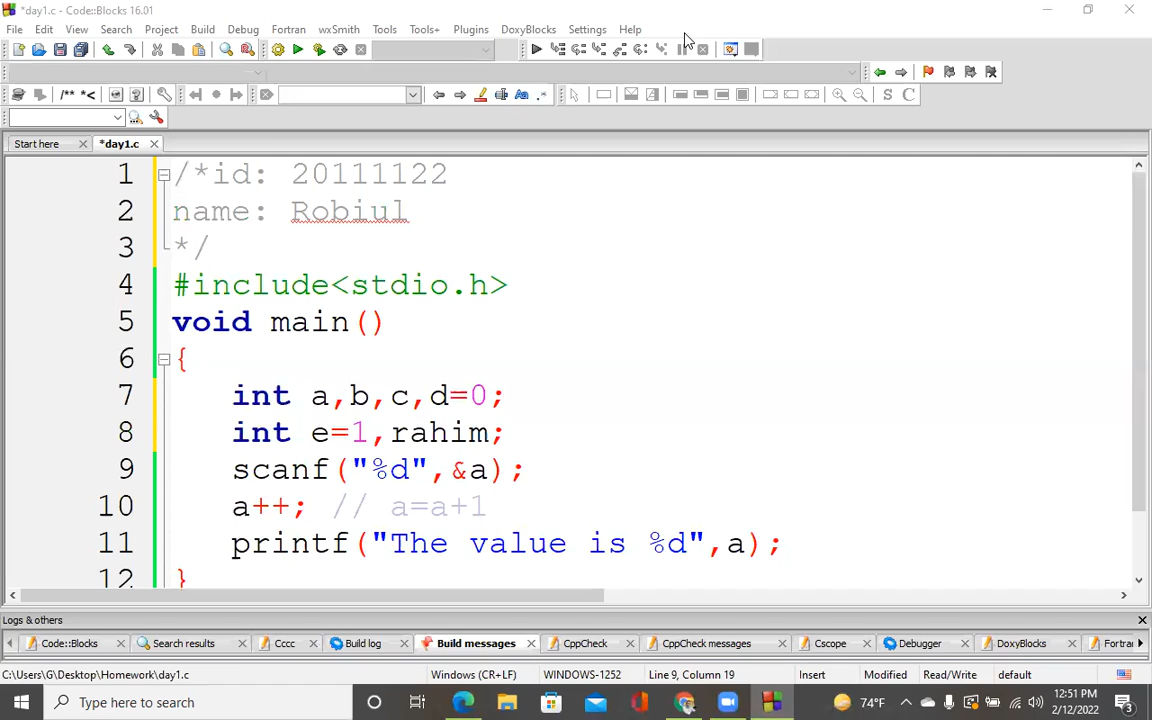 *day1.c - Code::Blocks 16.01
File Edit View Search Project Build Debug Fortran wxSmith Tools Tools+ Plugins DoxyBlocks Settings Help
/** *<
Start here *day1.c
1 /*id: 20111122
2 name: Robiul
3 */
4 #include<stdio.h>
5 void main()
6 {
7 int a,b,c,d=0;
8 int e=1,rahim;
9 scanf("%d",&a);
10 a++; // a=a+1
11 printf("The value is %d",a);
12 }
Logs & others
Code::Blocks Search results Cccc Build log Build messages CppCheck CppCheck messages Cscope Debugger DoxyBlocks Fortra
C:\Users\G\Desktop\Homework\day1.c Windows (CR+LF) WINDOWS-1252 Line 9, Column 19 Insert Modified Read/Write default
Type here to search 74°F 12:51 PM
2/12/2022 3